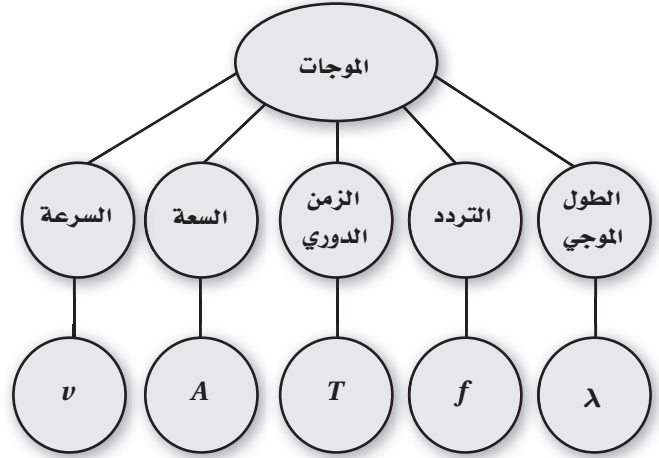 الموجات
الطول
الموجي
التردد
الزمن
الدوري
السعة
السرعة
λ
f
T
A
v